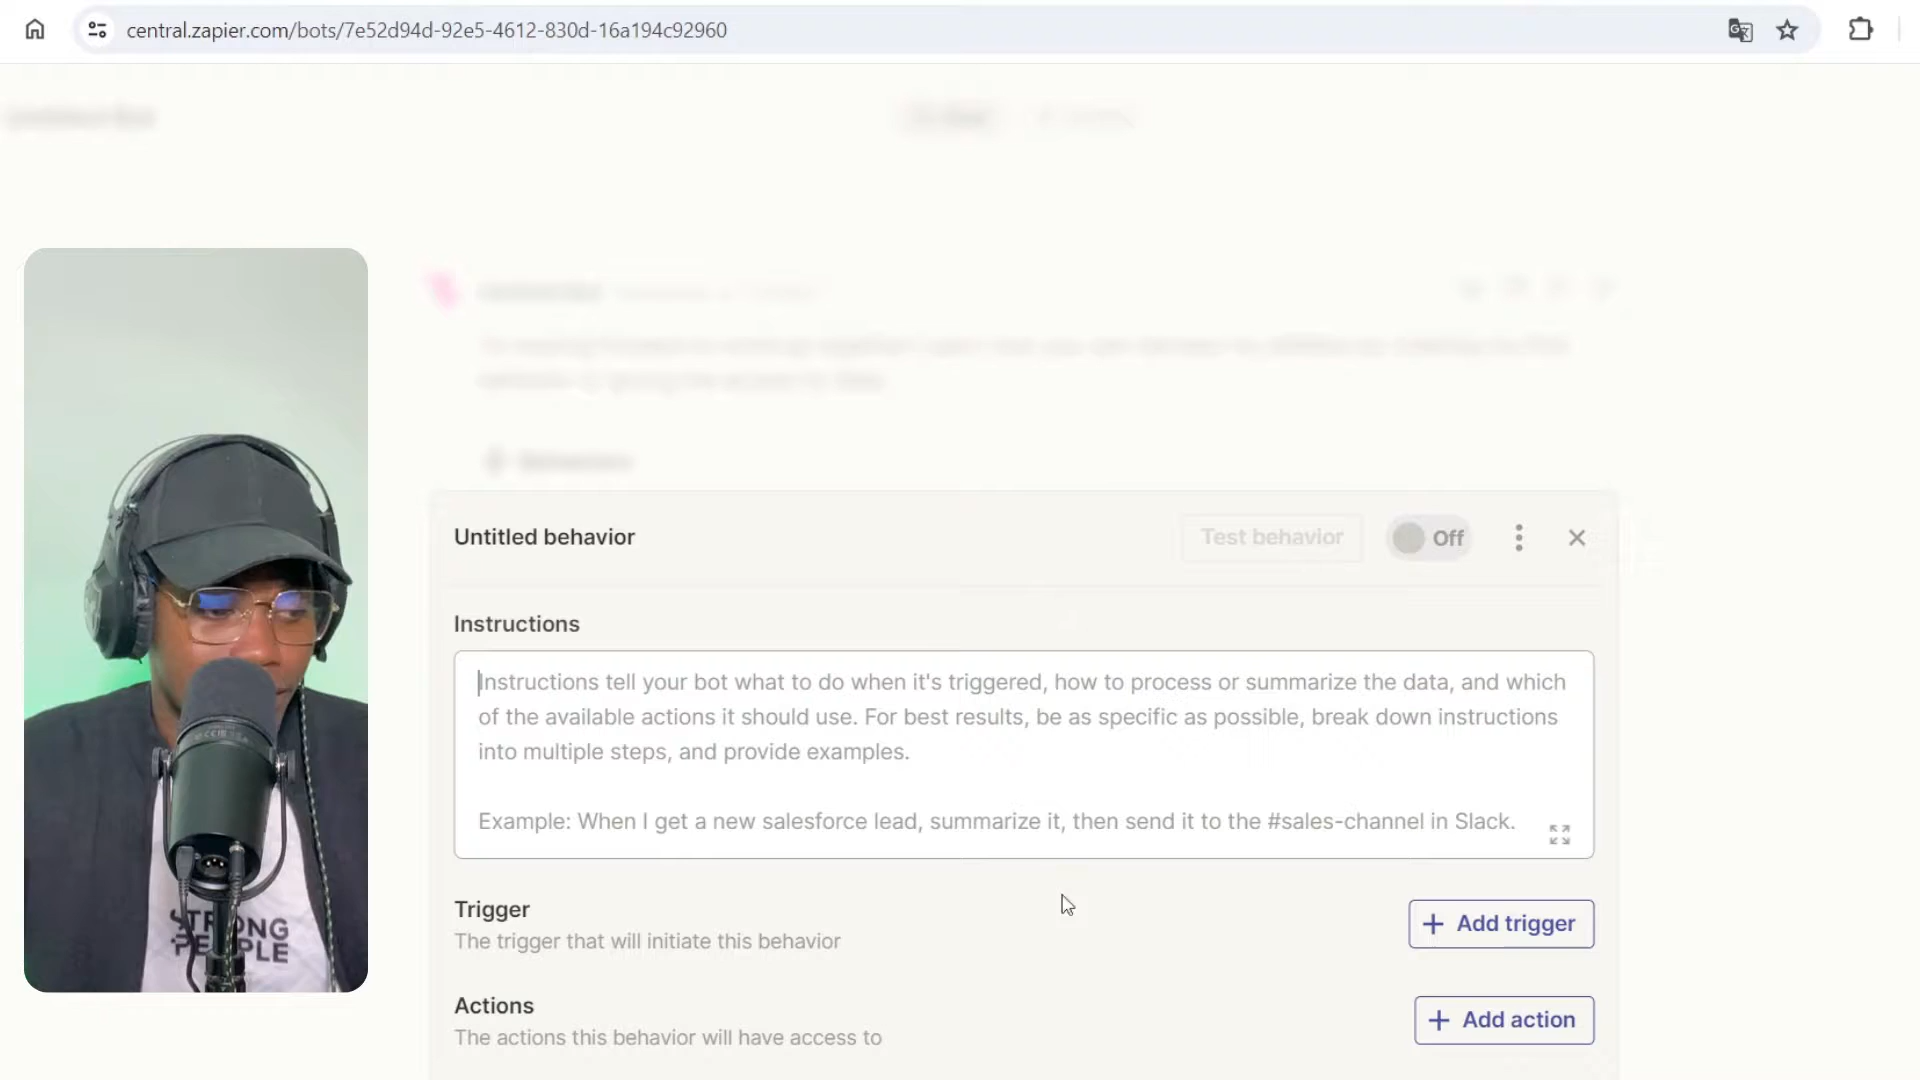 central.zapier.com/bots/7e52d94d-92e5-4612-830d-16a194c92960
Untitled behavior
Test behavior
Off
Instructions
Instructions tell your bot what to do when it's triggered, how to process or summarize the data, and which
of the available actions it should use. For best results, be as specific as possible, break down instructions
into multiple steps, and provide examples.
Example: When I get a new salesforce lead, summarize it, then send it to the #sales-channel in Slack.
Trigger
The trigger that will initiate this behavior
Add trigger
Actions
The actions this behavior will have access to
Add action
STRONG
PEOPLE